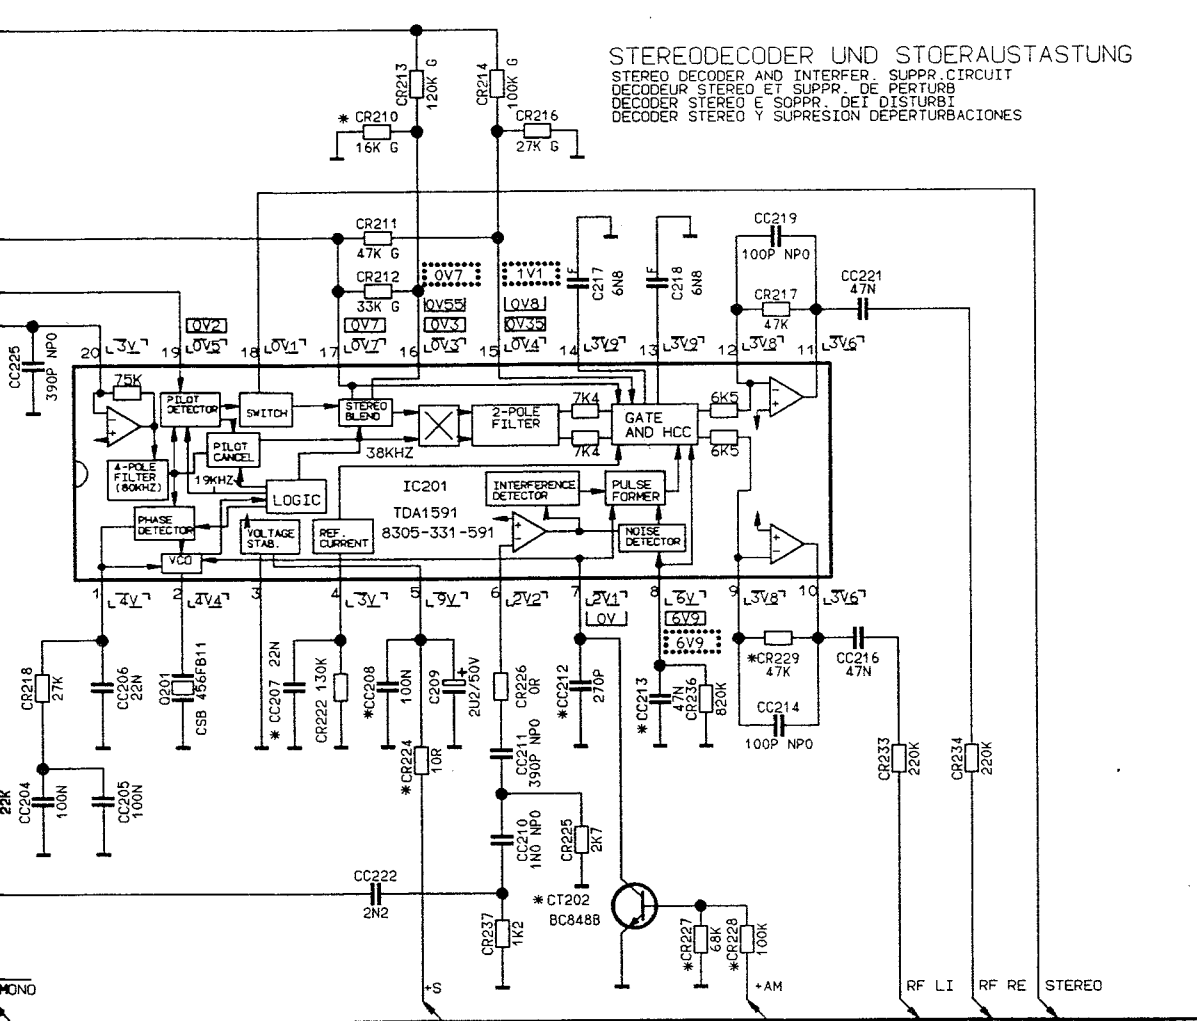 STEREODECODER UND STOERAUSTASTUNG
STEREO DECODER AND INTERFER. SUPPR.CIRCUIT
DECODEUR STEREO ET SUPPR. DE PERTURB
DECODER STEREO E SOPPR. DEI DISTURBI
DECODER STEREO Y SUPRESION DEPERTURBACIONES
CR213
120K G
CR214
100K G
* CR210
16K G
CR216
27K G
CR211
47K G
CR212
33K G
0V7
1V1
0V55
0V8
0V2
0V7
0V3
0V35
C217
6N8
C218
6N8
CC219
100P NP0
CR217
47K
CC221
47N
CC225
390P NP0
20
3V
19
0V5
18
0V1
17
0V7
16
0V3
15
0V4
14
3V9
13
3V9
12
3V8
11
3V6
75K
PILOT
DETECTOR
SWITCH
STEREO
BLEND
2-POLE
FILTER
7K4
7K4
GATE
AND HCC
6K5
6K5
PILOT
CANCEL
38KHZ
4-POLE
FILTER
(80KHZ)
19KHZ
LOGIC
IC201
TDA1591
8305-331-591
INTERFERENCE
DETECTOR
PULSE
FORMER
PHASE
DETECTOR
VOLTAGE
STAB.
REF.
CURRENT
NOISE
DETECTOR
VCO
1
4V
2
4V4
3
4
3V
5
9V
6
2V2
7
2V1
8
6V
9
3V8
10
3V6
0V
6V9
6V9
CR218
27K
CC206
22N
Q201
CSB 456FB11
* CC207 22N
CR222 130K
*CC208
100N
C209
+
2U2/50V
CR226
0R
*CC212
270P
*CC213
47N
CR236
820K
*CR229
47K
CC216
47N
CC214
100P NP0
*CR224
10R
CC211
390P NP0
CR233
220K
CR234
220K
22K
CC204
100N
CC205
100N
CC210
1N0 NP0
CR225
2K7
CC222
2N2
CR237
1K2
*CT202
BC848B
*CR227
68K
*CR228
100K
MONO
+S
+AM
RF LI
RF RE
STEREO